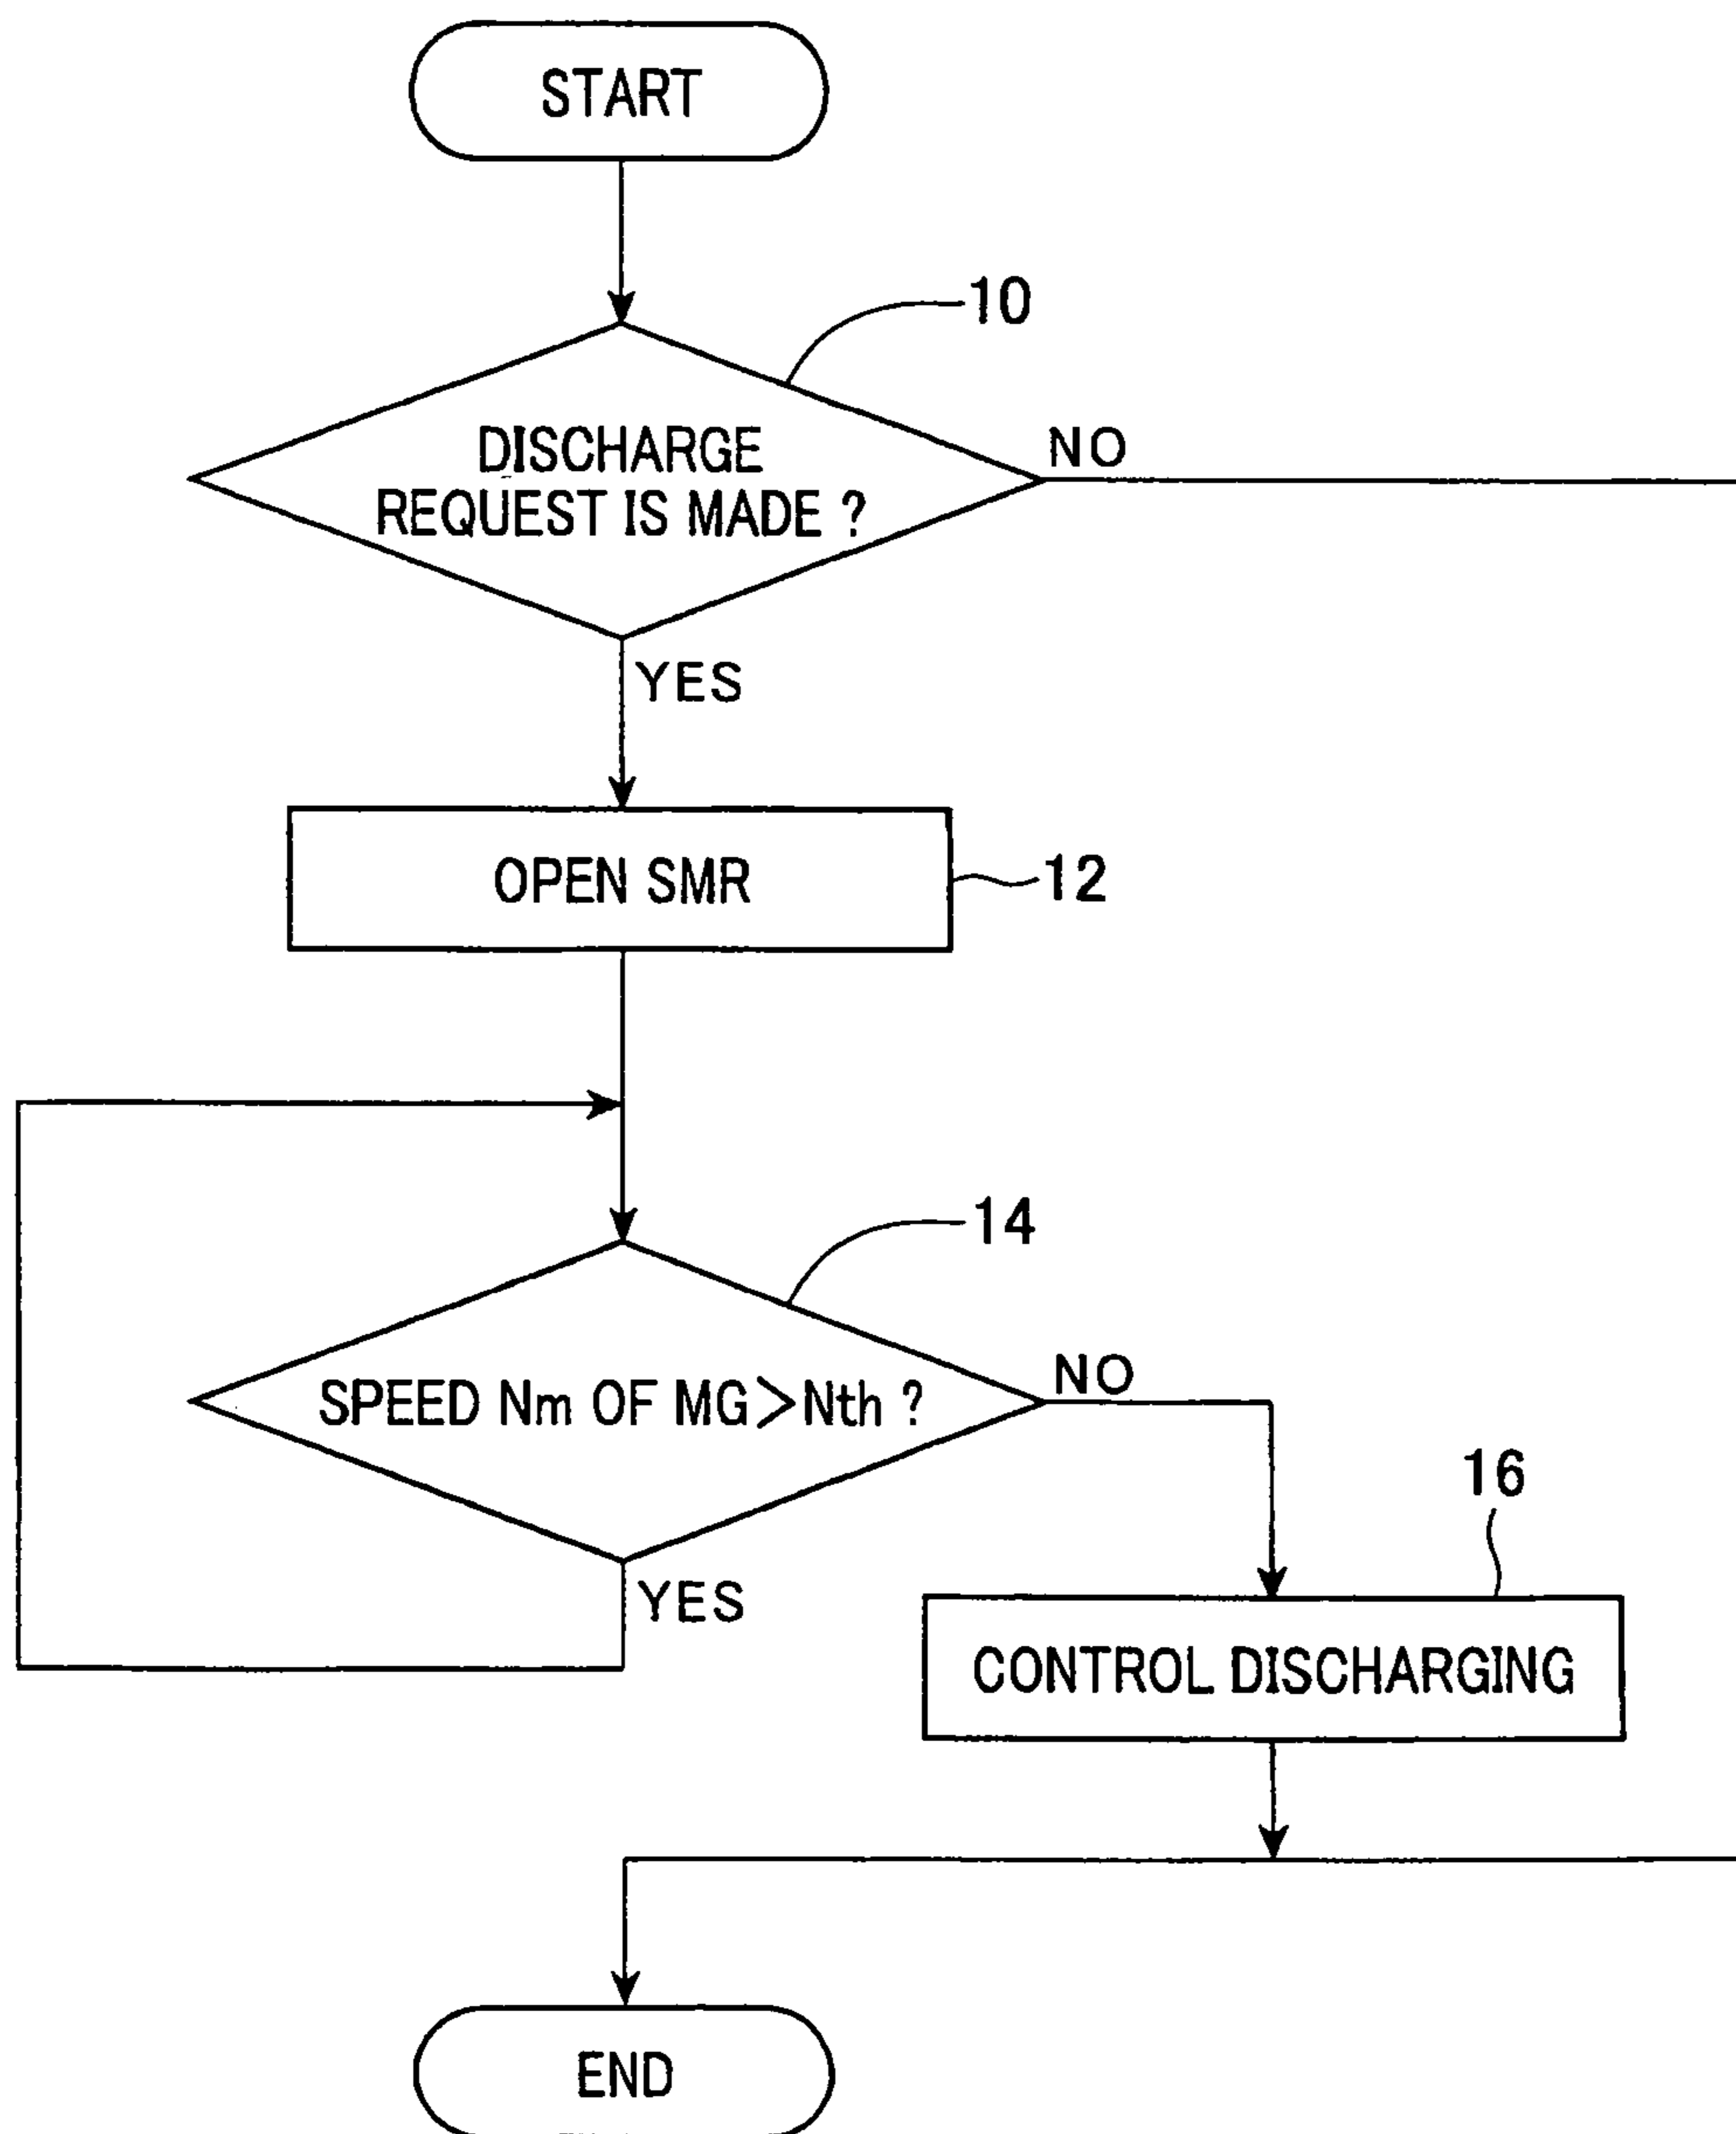 START
10
DISCHARGE
REQUEST IS MADE ?
NO
YES
OPEN SMR
12
14
SPEED Nm OF MG>Nth ?
NO
YES
16
CONTROL DISCHARGING
END